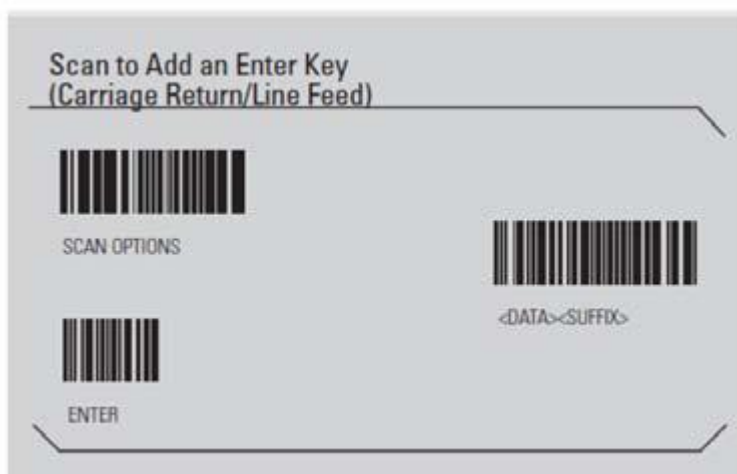 Scan to Add an Enter Key
(Carriage Return/Line Feed)
SCAN OPTIONS
<DATA><SUFFIX>
ENTER